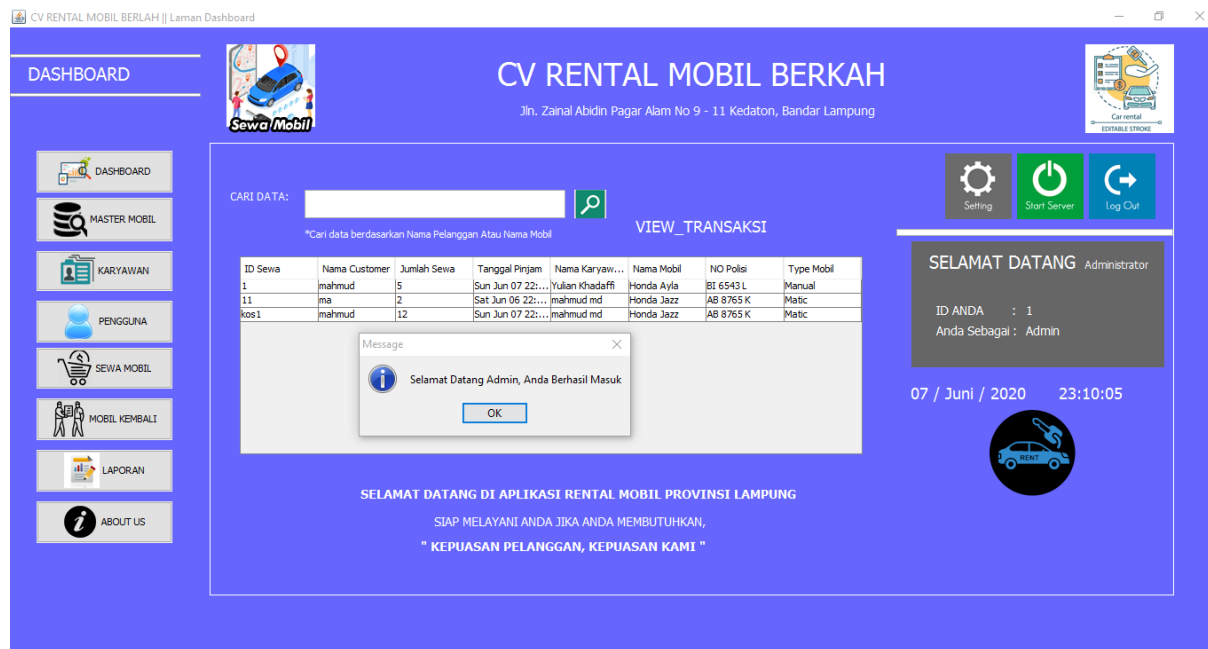 CV RENTAL MOBIL BERLAH || Laman Dashboard
DASHBOARD
Sewa Mobil
CV RENTAL MOBIL BERKAH
Jln. Zainal Abidin Pagar Alam No 9 - 11 Kedaton, Bandar Lampung
Car rental
EDITABLE STROKE
DASHBOARD
MASTER MOBIL
KARYAWAN
PENGGUNA
SEWA MOBIL
MOBIL KEMBALI
LAPORAN
ABOUT US
CARI DATA:
*Cari data berdasarkan Nama Pelanggan Atau Nama Mobil
VIEW_TRANSAKSI
ID Sewa Nama Customer Jumlah Sewa Tanggal Pinjam Nama Karyaw... Nama Mobil NO Polisi Type Mobil
1 mahmud 5 Sun Jun 07 22:... Yulian Khadaffi Honda Ayla BI 6543 L Manual
11 ma 2 Sat Jun 06 22:... mahmud md Honda Jazz AB 8765 K Matic
kos1 mahmud 12 Sun Jun 07 22:... mahmud md Honda Jazz AB 8765 K Matic
Message
Selamat Datang Admin, Anda Berhasil Masuk
OK
SELAMAT DATANG DI APLIKASI RENTAL MOBIL PROVINSI LAMPUNG
SIAP MELAYANI ANDA JIKA ANDA MEMBUTUHKAN,
" KEPUASAN PELANGGAN, KEPUASAN KAMI "
Setting
Start Server
Log Out
SELAMAT DATANG Administrator
ID ANDA : 1
Anda Sebagai : Admin
07 / Juni / 2020 23:10:05
RENT